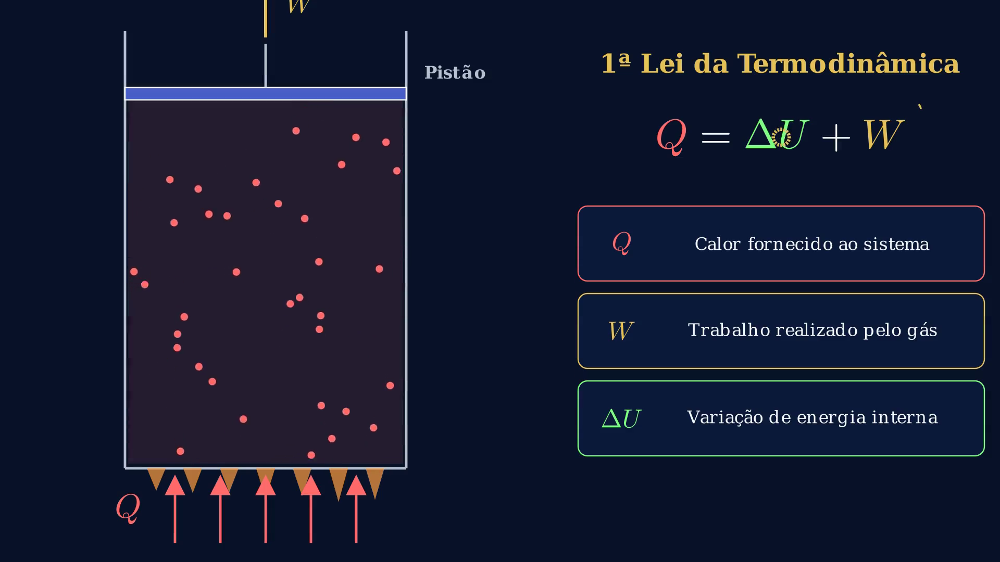 W
Pistão
Q
1ª Lei da Termodinâmica
Q = ΔU + W
Q Calor fornecido ao sistema
W Trabalho realizado pelo gás
ΔU Variação de energia interna